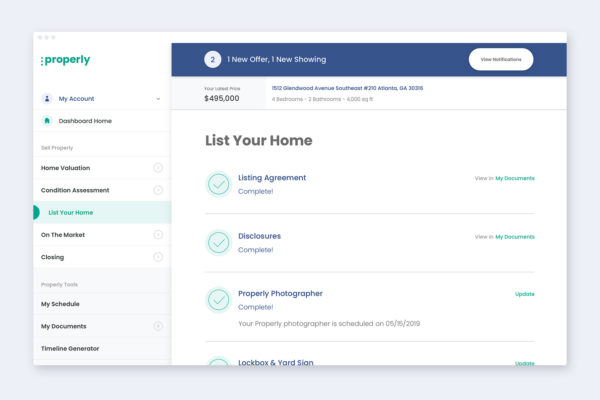 properly
My Account
Dashboard Home
Sell Properly
Home Valuation
Condition Assessment
List Your Home
On The Market
Closing
Properly Tools
My Schedule
My Documents
Timeline Generator
2
1 New Offer, 1 New Showing
View Notifications
Your Latest Price
$495,000
1512 Glendwood Avenue Southeast #210 Atlanta, GA 30316
4 Bedrooms - 2 Bathrooms - 4,000 sq ft
List Your Home
Listing Agreement
View in My Documents
Complete!
Disclosures
View in My Documents
Complete!
Properly Photographer
Update
Complete!
Your Properly photographer is scheduled on 05/15/2019
Lockbox & Yard Sign
Update